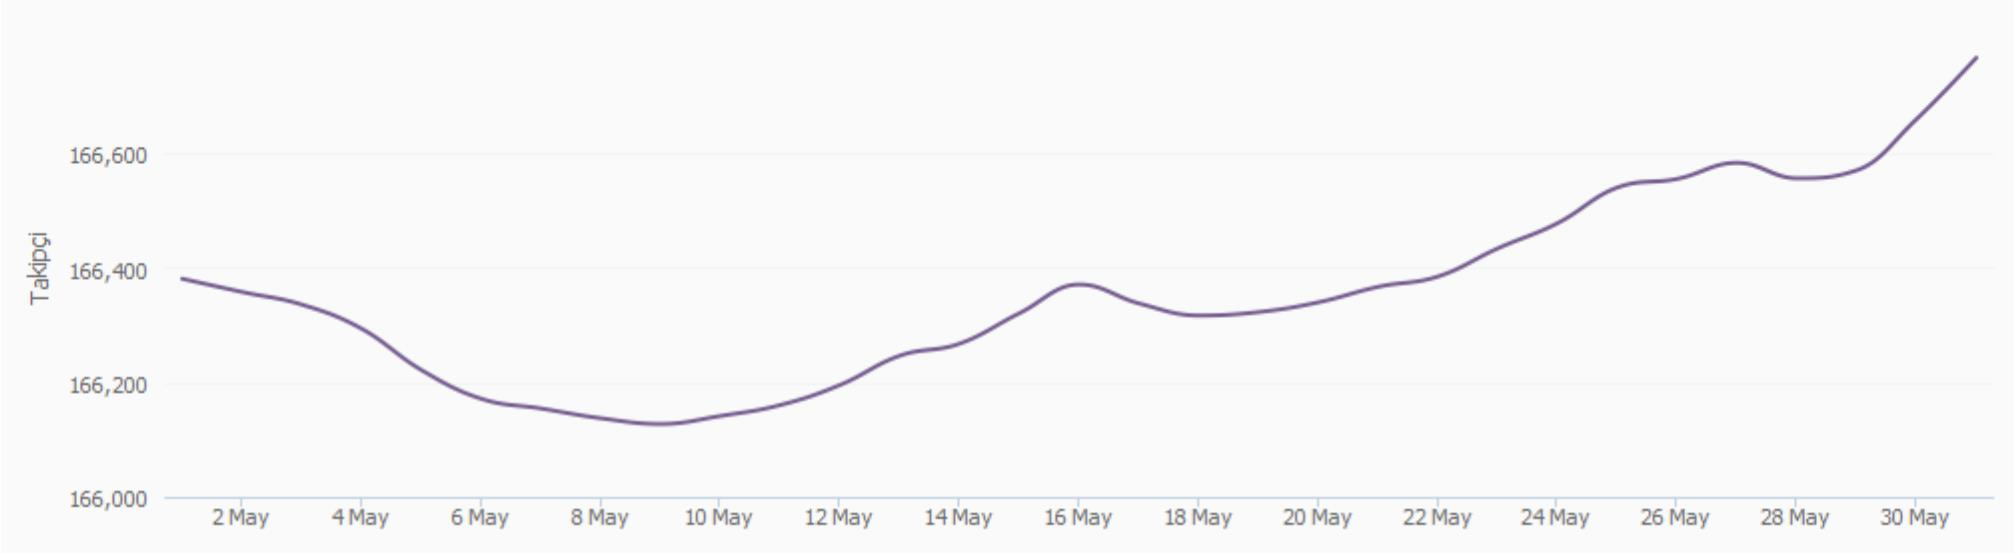 166,600
Takipçi
166,400
166,200
166,000
2 May
4 May
6 May
8 May
10 May
12 May
14 May
16 May
18 May
20 May
22 May
24 May
26 May
28 May
30 May